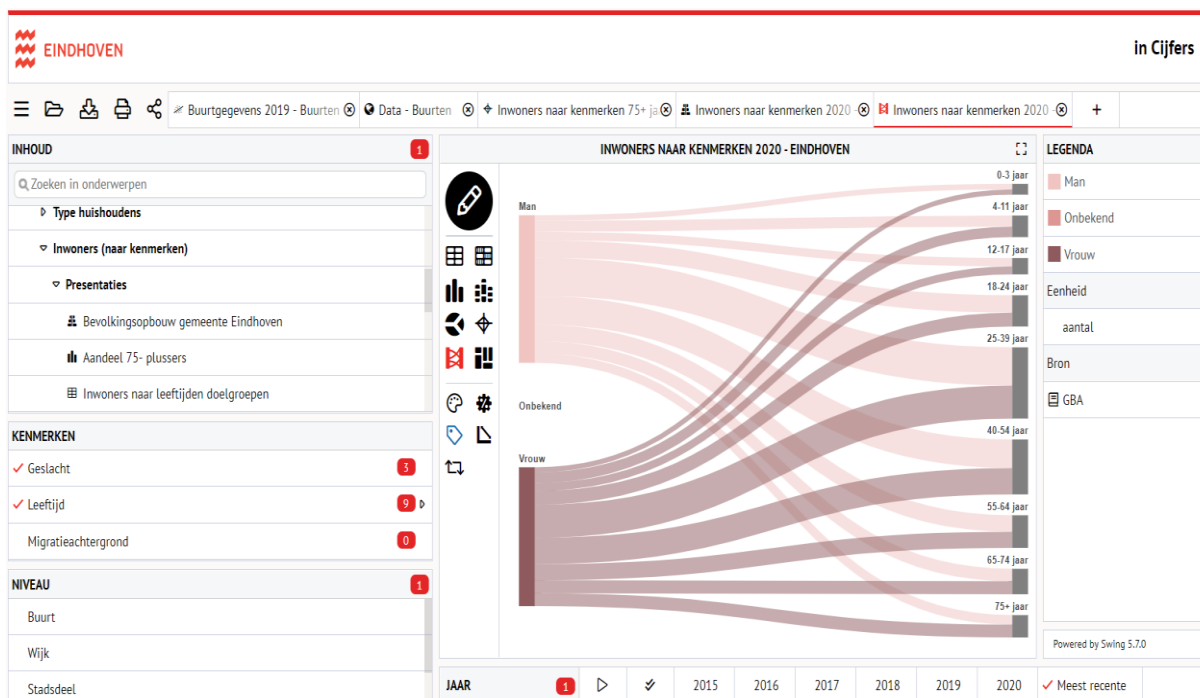 EINDHOVEN
in Cijfers
Buurtgegevens 2019 - Buurten
Data - Buurten
Inwoners naar kenmerken 75+ ja
Inwoners naar kenmerken 2020 -
Inwoners naar kenmerken 2020 -
+
INHOUD
1
Zoeken in onderwerpen
Type huishoudens
Inwoners (naar kenmerken)
Presentaties
Bevolkingsopbouw gemeente Eindhoven
Aandeel 75- plussers
Inwoners naar leeftijden doelgroepen
KENMERKEN
Geslacht
3
Leeftijd
9
Migratieachtergrond
0
NIVEAU
1
Buurt
Wijk
Stadsdeel
INWONERS NAAR KENMERKEN 2020 - EINDHOVEN
Man
Onbekend
Vrouw
0-3 jaar
4-11 jaar
12-17 jaar
18-24 jaar
25-39 jaar
40-54 jaar
55-64 jaar
65-74 jaar
75+ jaar
LEGENDA
Man
Onbekend
Vrouw
Eenheid
aantal
Bron
GBA
Powered by Swing 5.7.0
JAAR
1
2015
2016
2017
2018
2019
2020
Meest recente